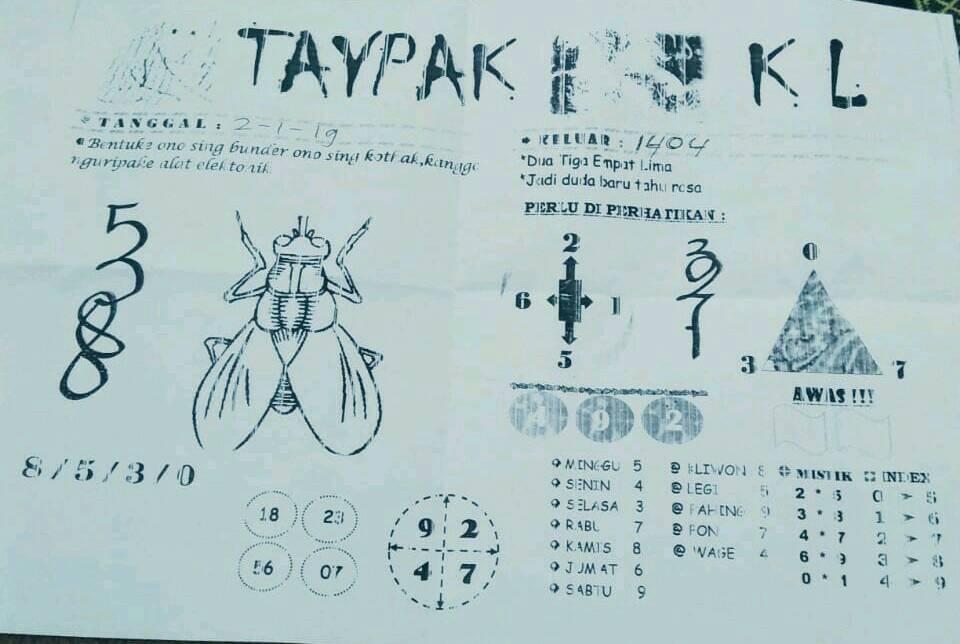 TAYPAK KL
TANGGAL : 2-1-19
Bentuke ono sing bunder ono sing kothak,kanggo
nguripake alat elektonik
KELUAR : 1404
*Dua Tiga Empat Lima
*Jadi duda baru tahu rasa
PERLU DI PERHATIKAN :
5
3
8
8
2
6 1
5
3
9
7
0
3 7
AWAS !!!
4 9 2
8 / 5 / 3 / 0
18 23
56 07
9 2
4 7
MINGGU 5
SENIN 4
SELASA 3
RABU 7
KAMIS 8
JUMAT 6
SABTU 9
@ KLIWON 8
@ LEGI 5
@ PAHING 9
@ PON 7
@ WAGE 4
MISTIK
2 * 5
3 * 8
4 * 7
6 * 9
0 * 1
INDEX
0 ➢ 5
1 ➢ 6
2 ➢ 7
3 ➢ 8
4 ➢ 9